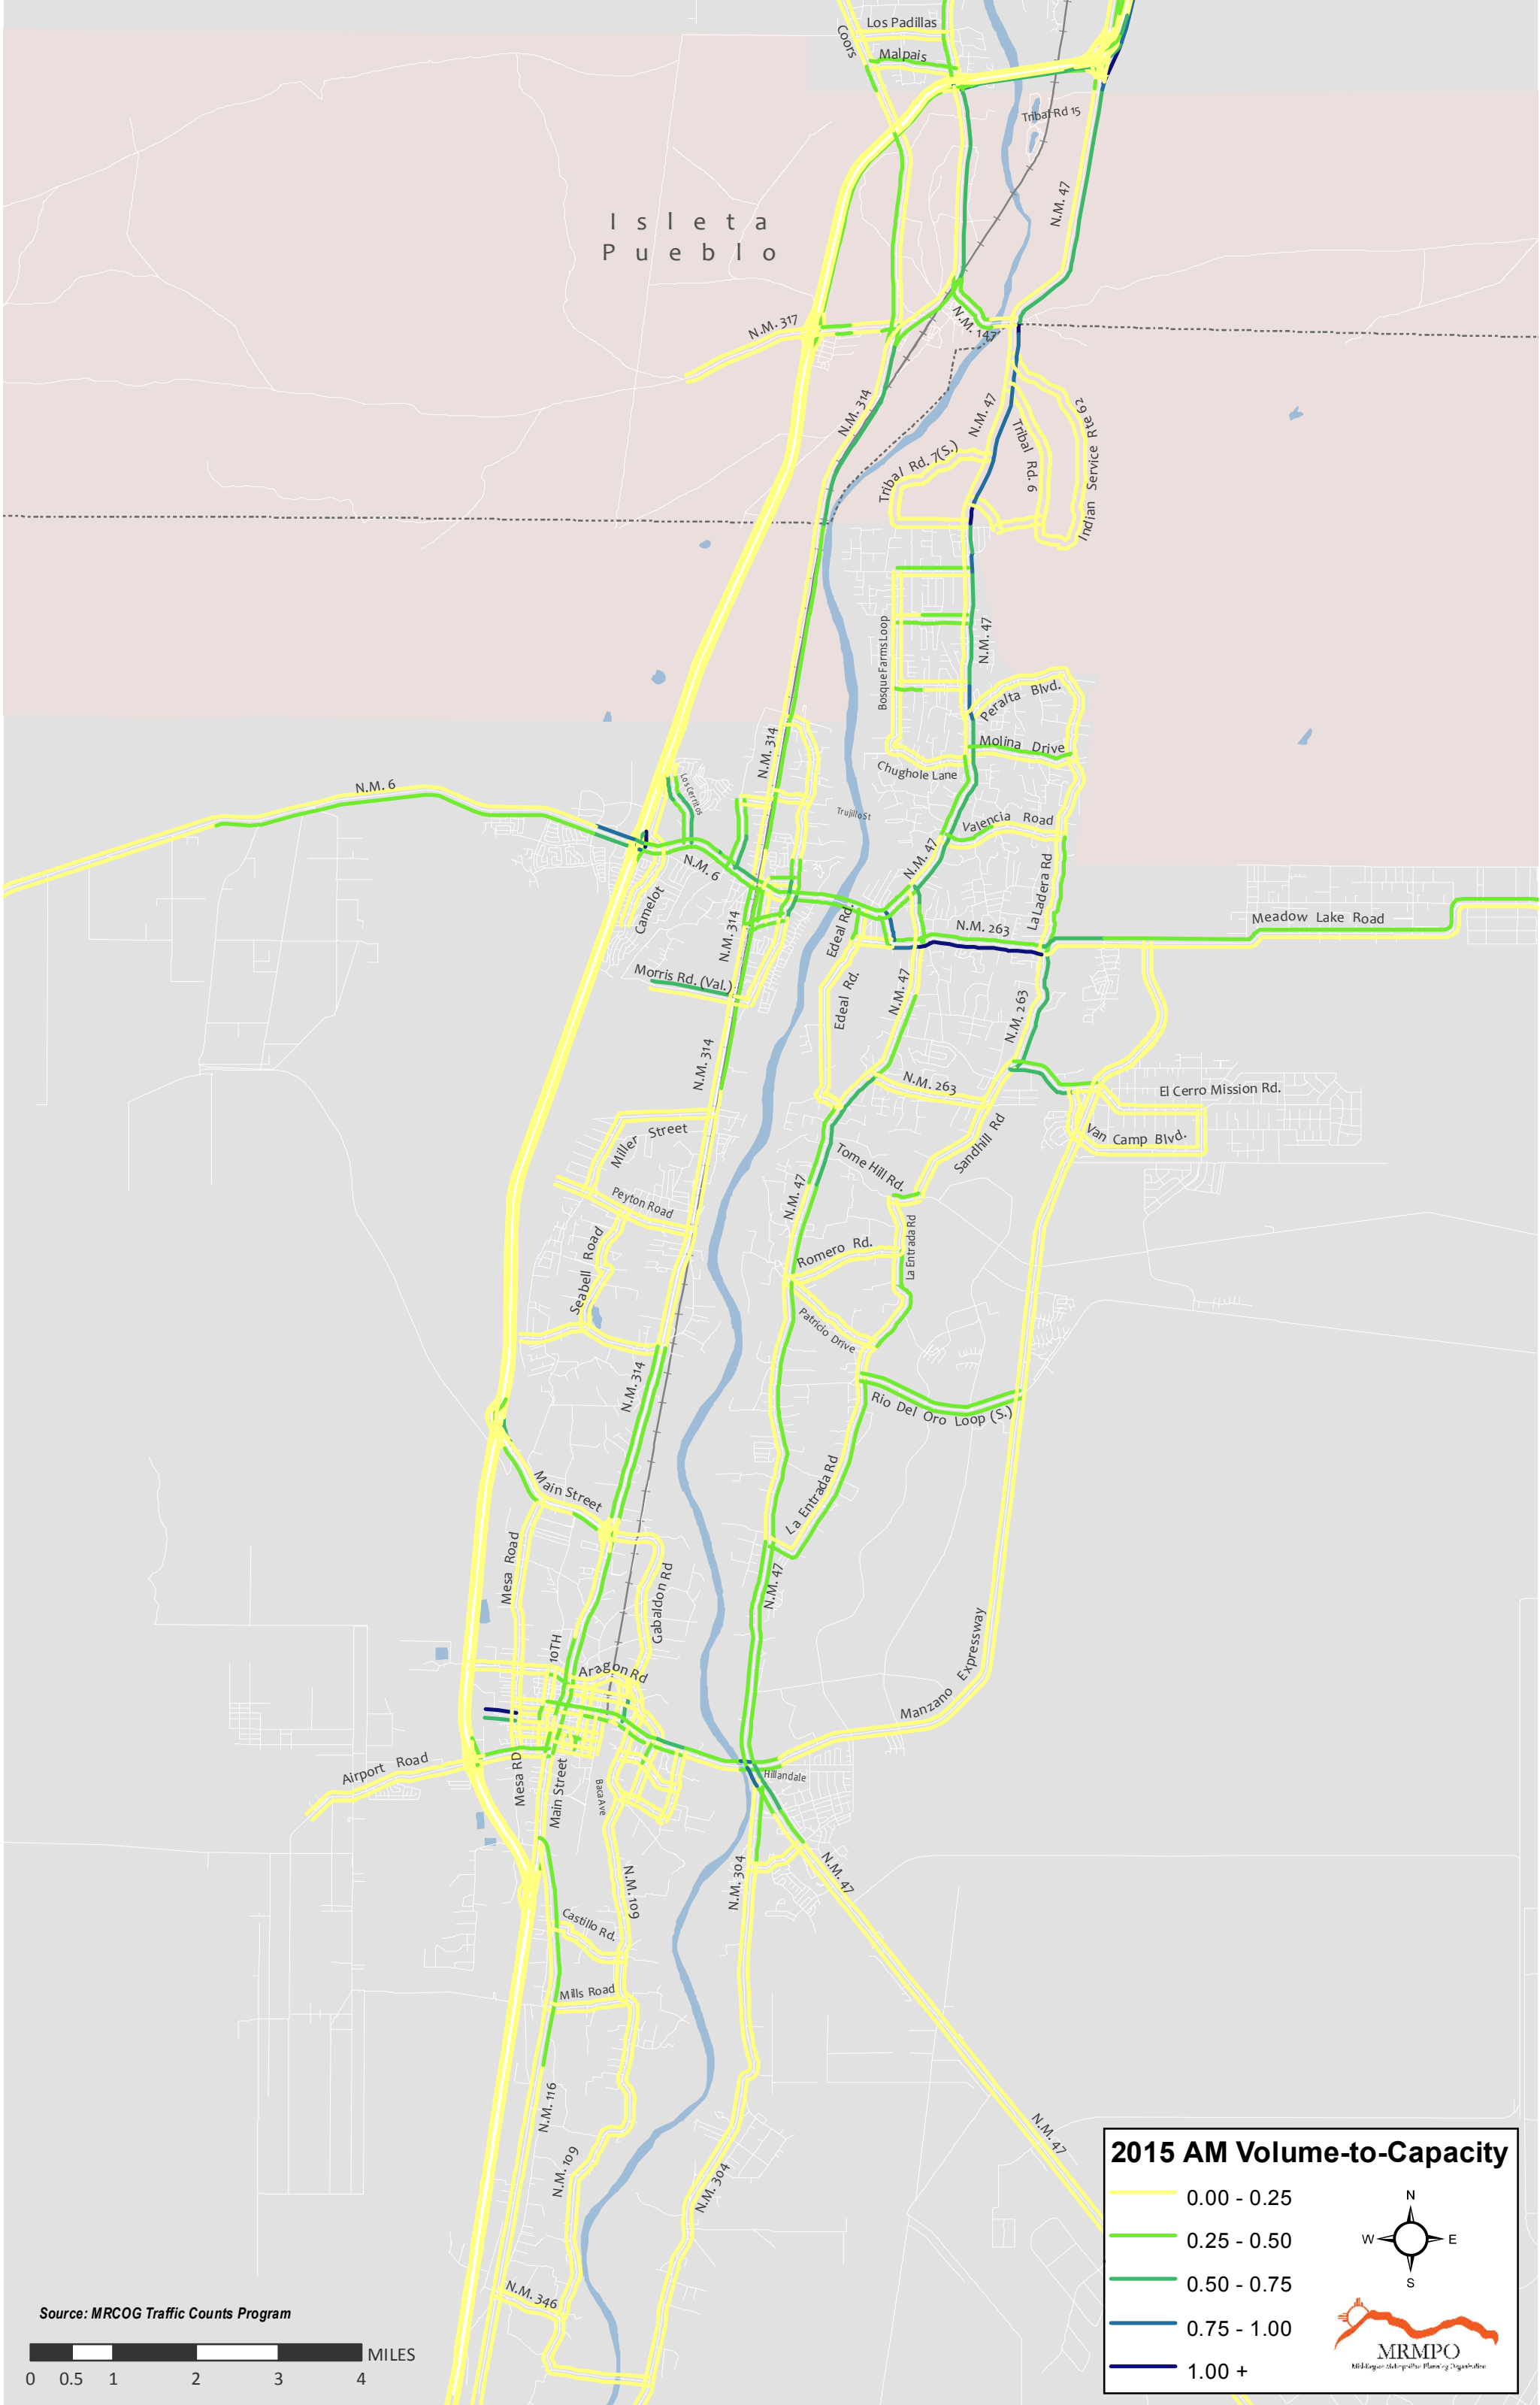 Los Padillas
Coors
Malpais
Tribal Rd 15
N.M. 47
Isleta
Pueblo
N.M. 317
N.M. 147
N.M. 314
N.M. 47
Tribal Rd. 6
Indian Service Rte 62
Tribal Rd. 7(S.)
Bosque Farms Loop
N.M. 47
Peralta Blvd.
Molina Drive
Chughole Lane
N.M. 314
N.M. 6
Los Cerritos
Trujillo St
Valencia Road
N.M. 47
N.M. 6
La Ladera Rd
Camelot
Meadow Lake Road
N.M. 263
Edeal Rd.
N.M. 314
Morris Rd. (Val.)
Edeal Rd.
N.M. 47
N.M. 263
N.M. 314
N.M. 263
El Cerro Mission Rd.
Van Camp Blvd.
Miller Street
Sandhill Rd
Tome Hill Rd.
Peyton Road
N.M. 47
La Entrada Rd
Romero Rd.
Seabell Road
Patricio Drive
N.M. 314
Rio Del Oro Loop (S.)
La Entrada Rd
Main Street
Mesa Road
Gabaldon Rd
N.M. 47
10TH
Aragon Rd
Manzano Expressway
Airport Road
Mesa RD
Main Street
Baca Ave
Hillandale
N.M. 304
N.M. 47
N.M. 109
Castillo Rd.
Mills Road
N.M. 116
N.M. 109
N.M. 304
N.M. 47
N.M. 346
2015 AM Volume-to-Capacity
0.00 - 0.25
0.25 - 0.50
0.50 - 0.75
0.75 - 1.00
1.00 +
N
W E
S
MRMPO
Source: MRCOG Traffic Counts Program
MILES
0 0.5 1 2 3 4